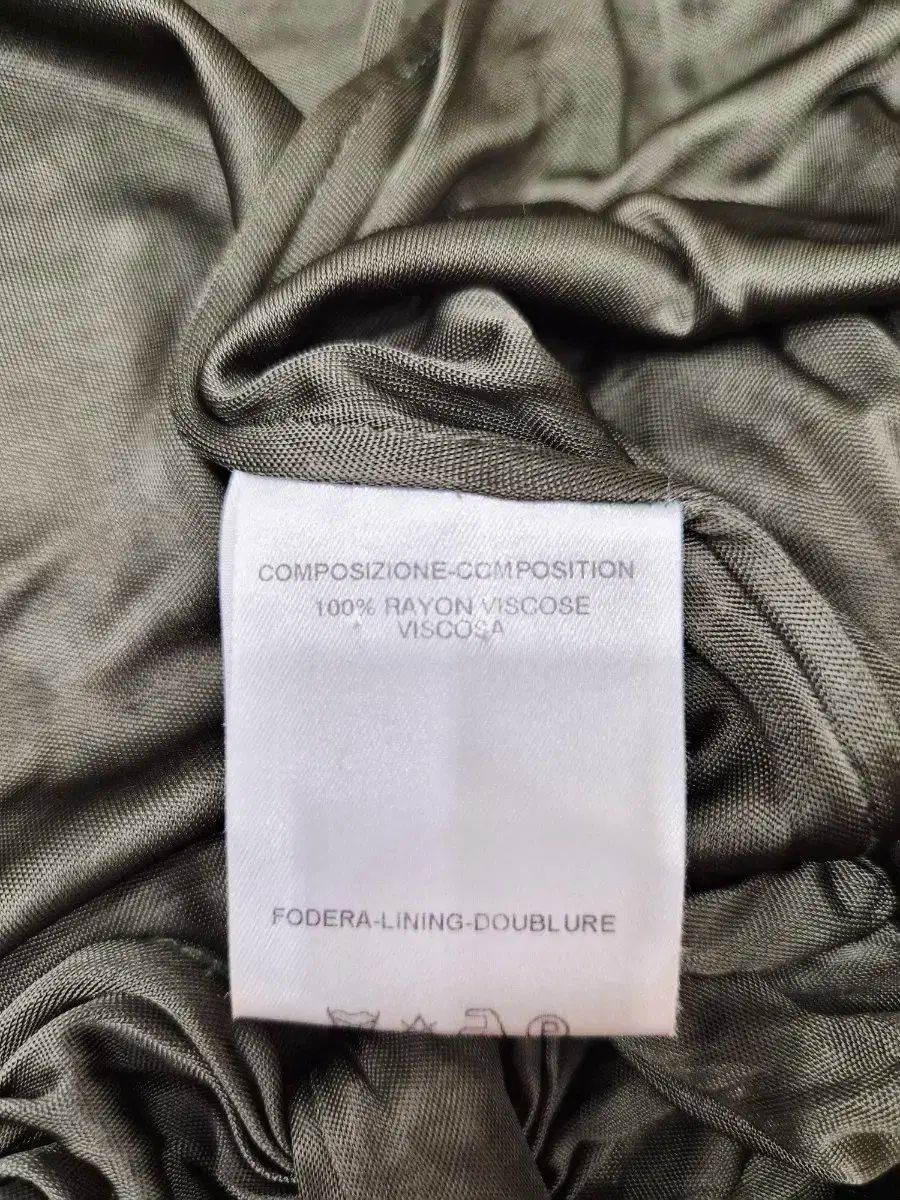 COMPOSIZIONE-COMPOSITION
100% RAYON VISCOSE
VISCOSA
FODERA-LINING-DOUBLURE
P